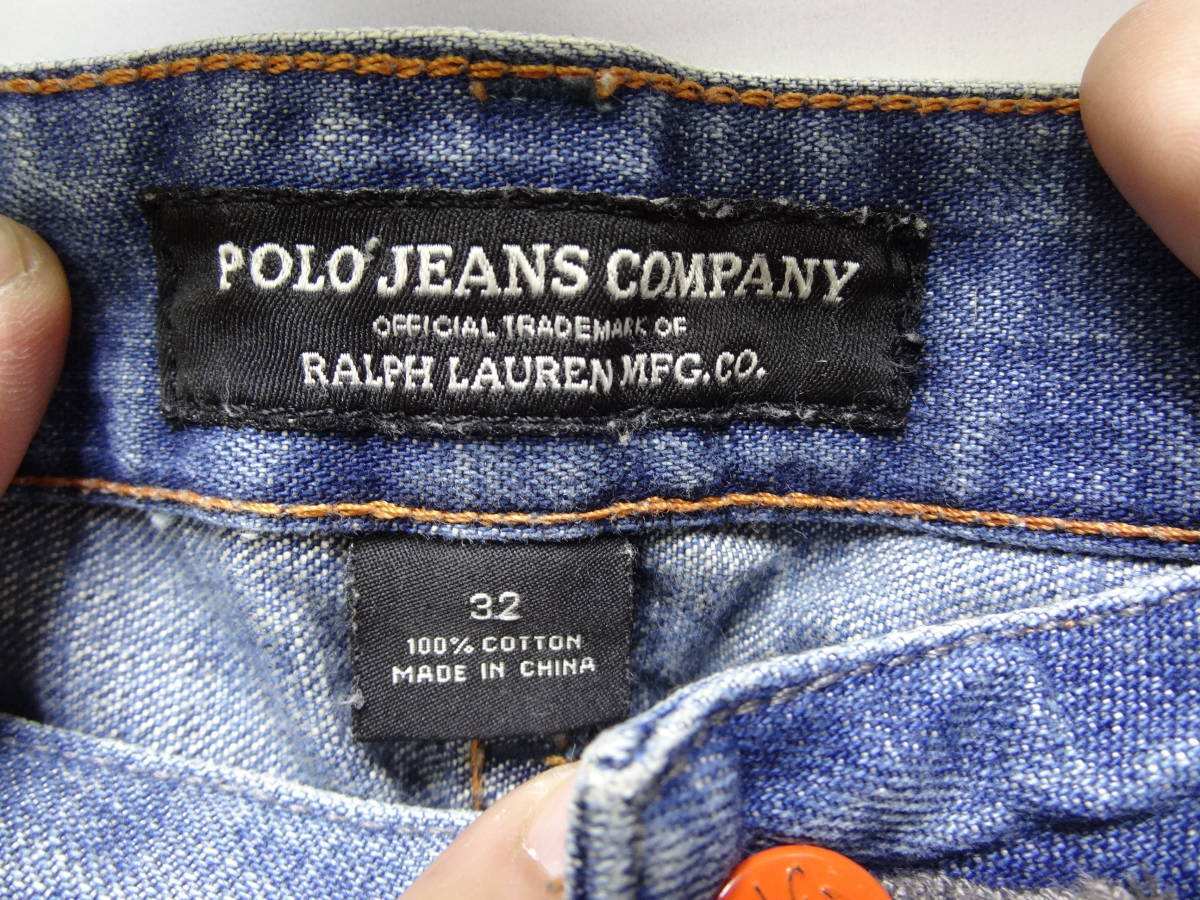 POLO JEANS COMPANY
OFFICIAL TRADEMARK OF
RALPH LAUREN MFG.CO.
32
100% COTTON
MADE IN CHINA